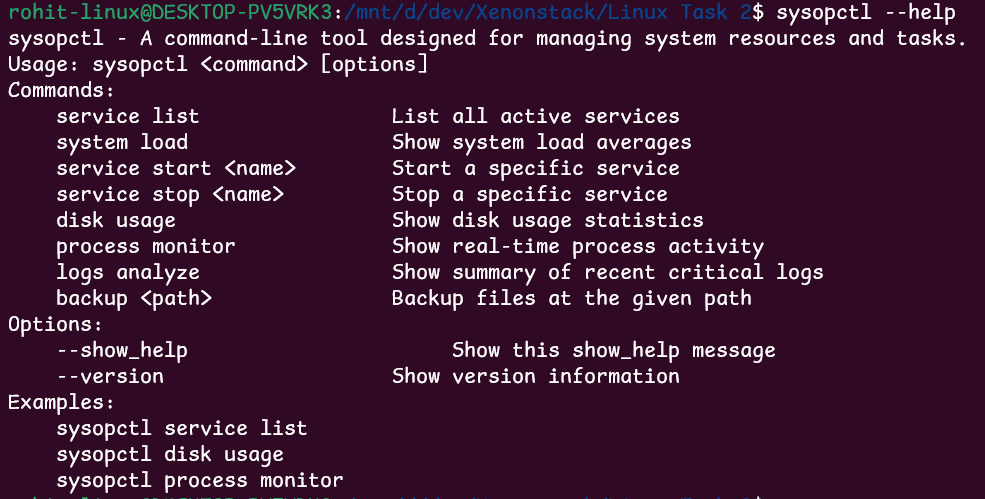 rohit-linux@DESKTOP-PV5VRK3:/mnt/d/dev/Xenonstack/Linux Task 2$ sysopctl --help
sysopctl - A command-line tool designed for managing system resources and tasks.
Usage: sysopctl <command> [options]
Commands:
    service list                List all active services
    system load                 Show system load averages
    service start <name>        Start a specific service
    service stop <name>         Stop a specific service
    disk usage                  Show disk usage statistics
    process monitor             Show real-time process activity
    logs analyze                Show summary of recent critical logs
    backup <path>               Backup files at the given path
Options:
    --show_help                      Show this show_help message
    --version                   Show version information
Examples:
    sysopctl service list
    sysopctl disk usage
    sysopctl process monitor